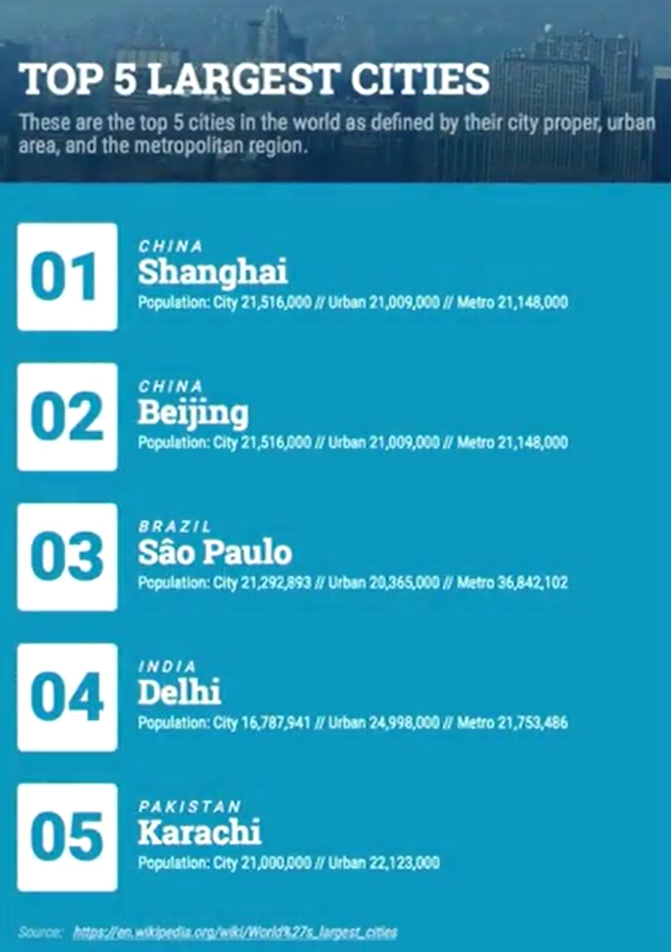 TOP 5 LARGEST CITIES
These are the top 5 cities in the world as defined by their city proper, urban
area, and the metropolitan region.
01
CHINA
Shanghai
Population: City 21,516,000 // Urban 21,009,000 // Metro 21,148,000
02
CHINA
Beijing
Population: City 21,516,000 // Urban 21,009,000 // Metro 21,148,000
03
BRAZIL
Sâo Paulo
Population: City 21,292,893 // Urban 20,365,000 // Metro 36,842,102
04
INDIA
Delhi
Population: City 16,787,941 // Urban 24,998,000 // Metro 21,753,486
05
PAKISTAN
Karachi
Population: City 21,000,000 // Urban 22,123,000
Source: https://en.wikipedia.org/wiki/World%27s_largest_cities